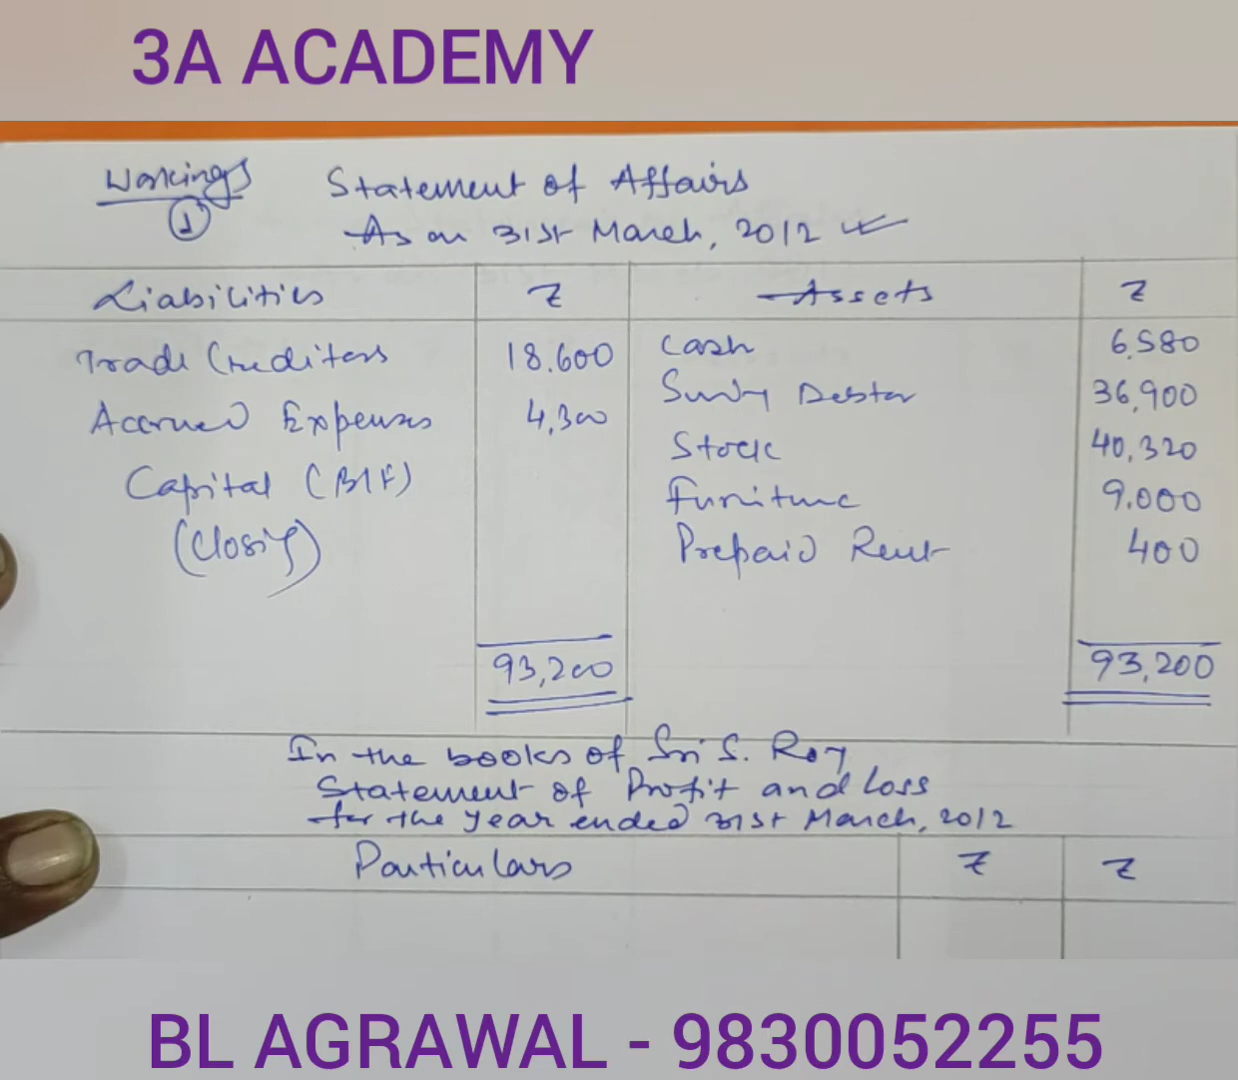 3A ACADEMY
Workings Statement of Affairs
① As on 31st March, 2012
Liabilities ₹ Assets ₹
Trade Creditors 18.600 Cash 6,580
Accrued Expenses 4,300 Sundry Debtor 36,900
Capital (B/F) Stock 40,320
(Closing) Furniture 9.000
Prepaid Rent 400
93,200 93,200
In the books of Sri S. Roy
Statement of Profit and Loss
for the Year ended 31st March, 2012
Particulars ₹ ₹
BL AGRAWAL - 9830052255